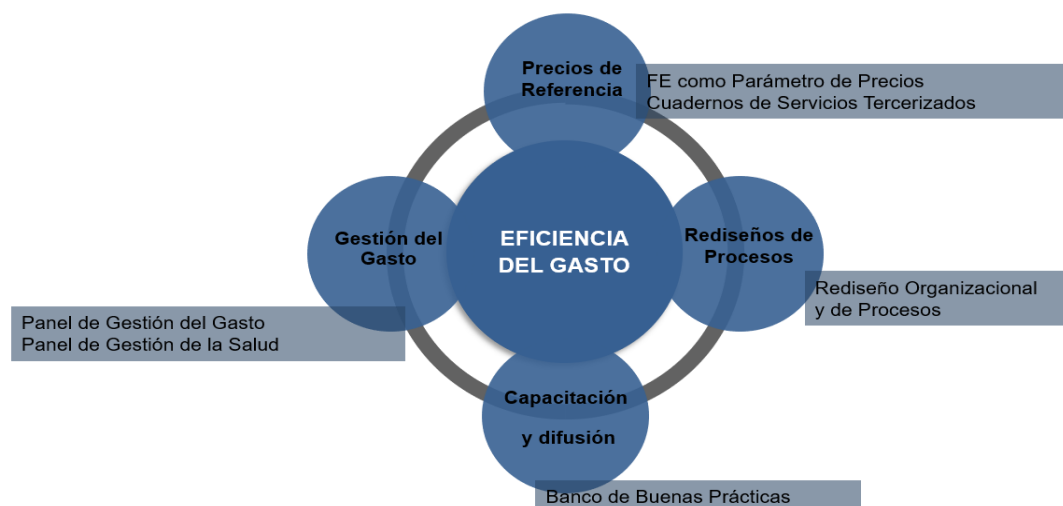 Precios de
Referencia
FE como Parámetro de Precios
Cuadernos de Servicios Tercerizados
Gestión del
Gasto
EFICIENCIA
DEL GASTO
Rediseños de
Procesos
Rediseño Organizacional
y de Procesos
Panel de Gestión del Gasto
Panel de Gestión de la Salud
Capacitación
y difusión
Banco de Buenas Prácticas